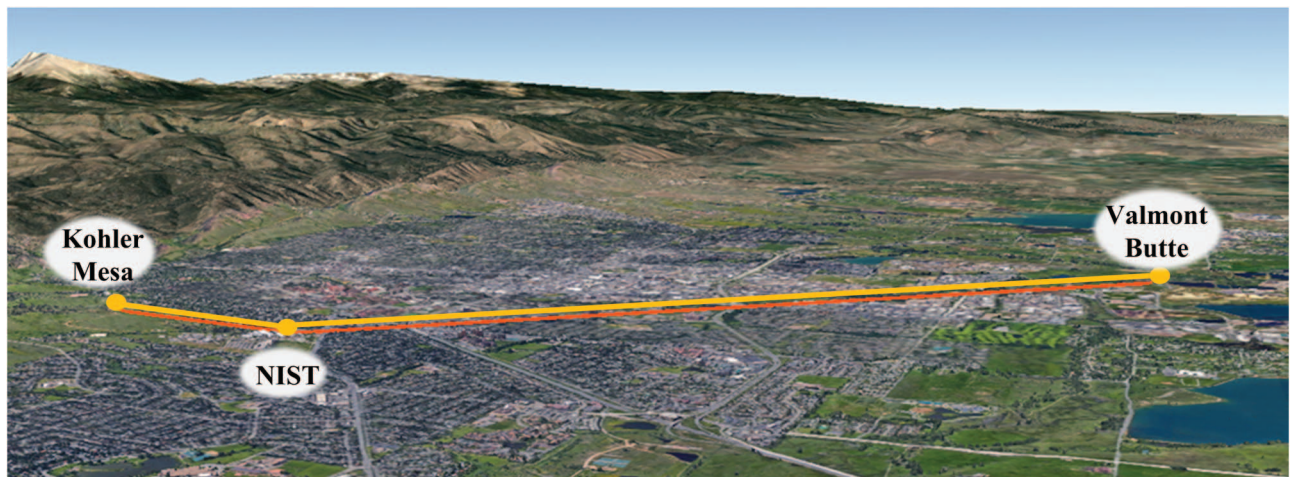 Kohler
Mesa
NIST
Valmont
Butte